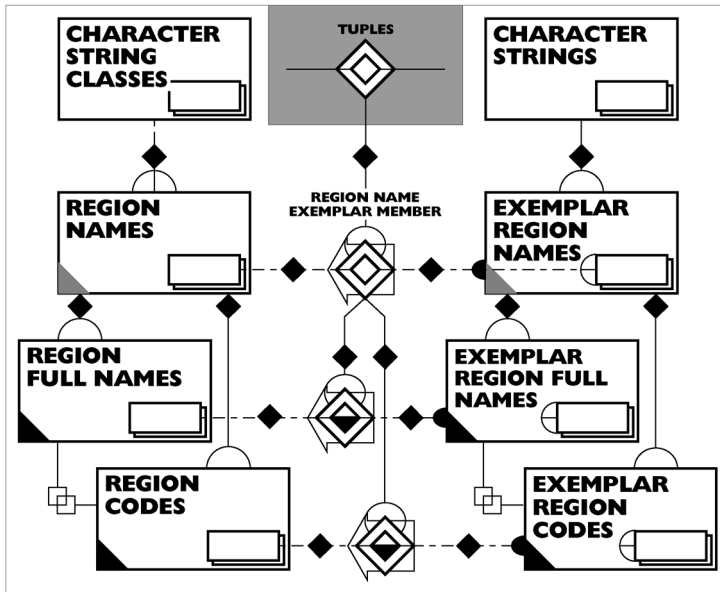 CHARACTER
STRING
CLASSES
TUPLES
CHARACTER
STRINGS
REGION
NAMES
REGION NAME
EXEMPLAR MEMBER
EXEMPLAR
REGION
NAMES
REGION
FULL NAMES
EXEMPLAR
REGION FULL
NAMES
REGION
CODES
EXEMPLAR
REGION
CODES